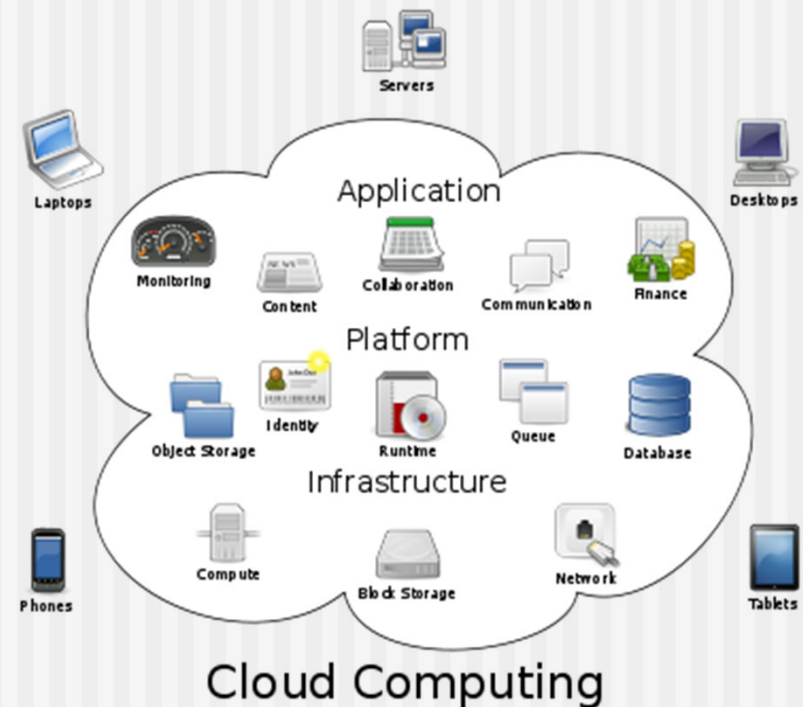 Servers
Laptops
Desktops
Application
Monitoring
Content
Collaboration
Communication
Finance
Platform
Object Storage
Identity
Runtime
Queue
Database
Infrastructure
Compute
Block Storage
Network
Phones
Tablets
Cloud Computing